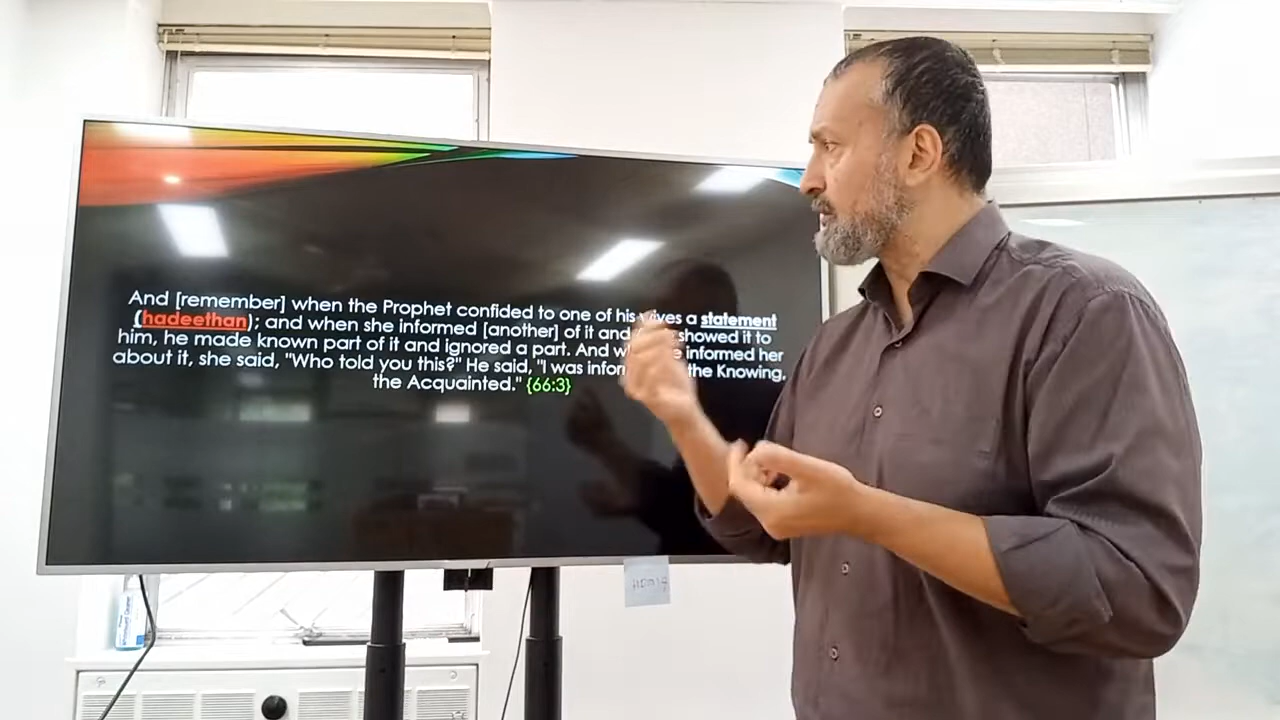 And [remember] when the Prophet confided to one of his wives a statement
(hadeethan); and when she informed [another] of it and showed it to
him, he made known part of it and ignored a part. And informed her
about it, she said, "Who told you this?" He said, "I was the Knowing,
the Acquainted." {66:3}